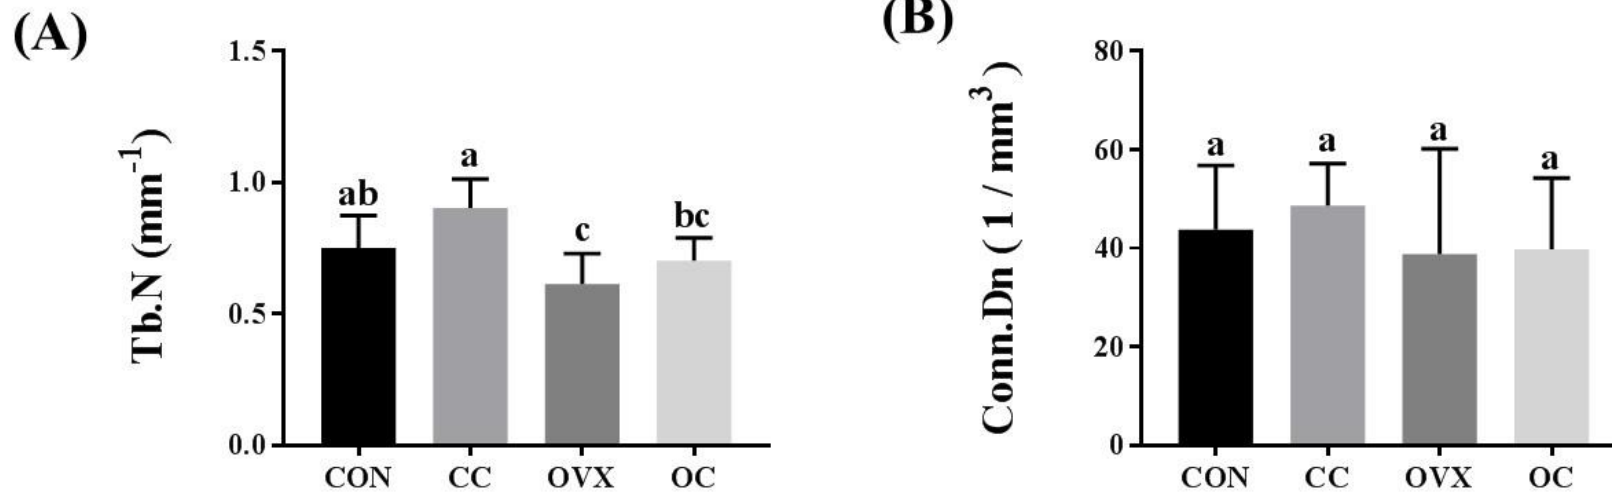 (A)
Tb.N (mm-1)
1.5
1.0
0.5
0.0
ab
a
c
bc
CON CC OVX OC
(B)
Conn.Dn ( 1 / mm3 )
80
60
40
20
0
a
a
a
a
CON CC OVX OC